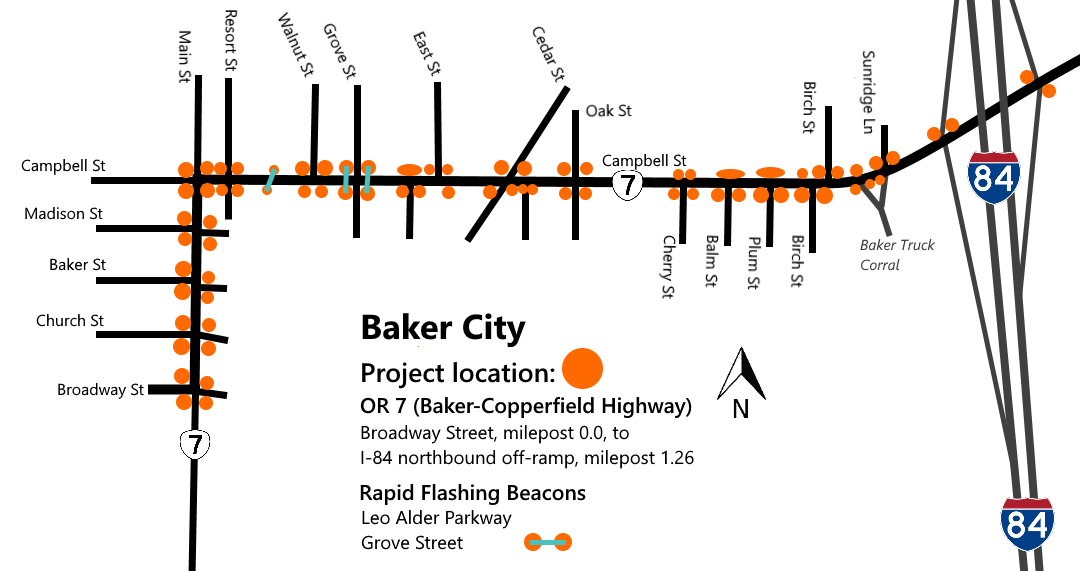 Main St
Resort St
Walnut St
Grove St
East St
Cedar St
Oak St
Birch St
Sunridge Ln
Campbell St
Campbell St
7
84
Madison St
Baker St
Church St
Broadway St
7
Cherry St
Balm St
Plum St
Birch St
Baker Truck
Corral
Baker City
Project location:
N
OR 7 (Baker-Copperfield Highway)
Broadway Street, milepost 0.0, to
I-84 northbound off-ramp, milepost 1.26
Rapid Flashing Beacons
Leo Alder Parkway
Grove Street
84